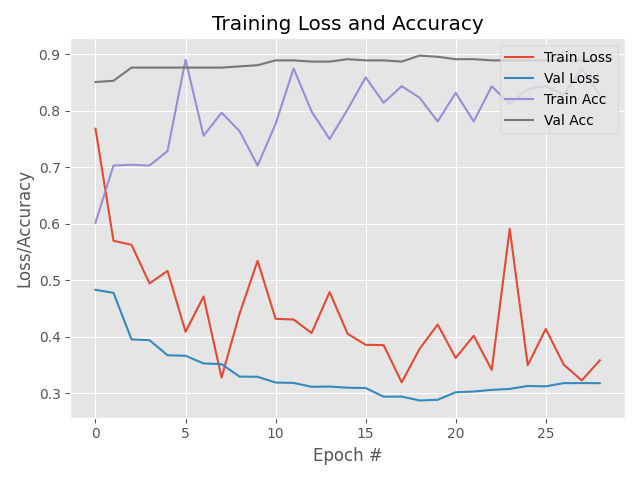 Training Loss and Accuracy
0.9
0.8
0.7
0.6
0.5
0.4
0.3
Loss/Accuracy
Train Loss
Val Loss
Train Acc
Val Acc
0 5 10 15 20 25
Epoch #